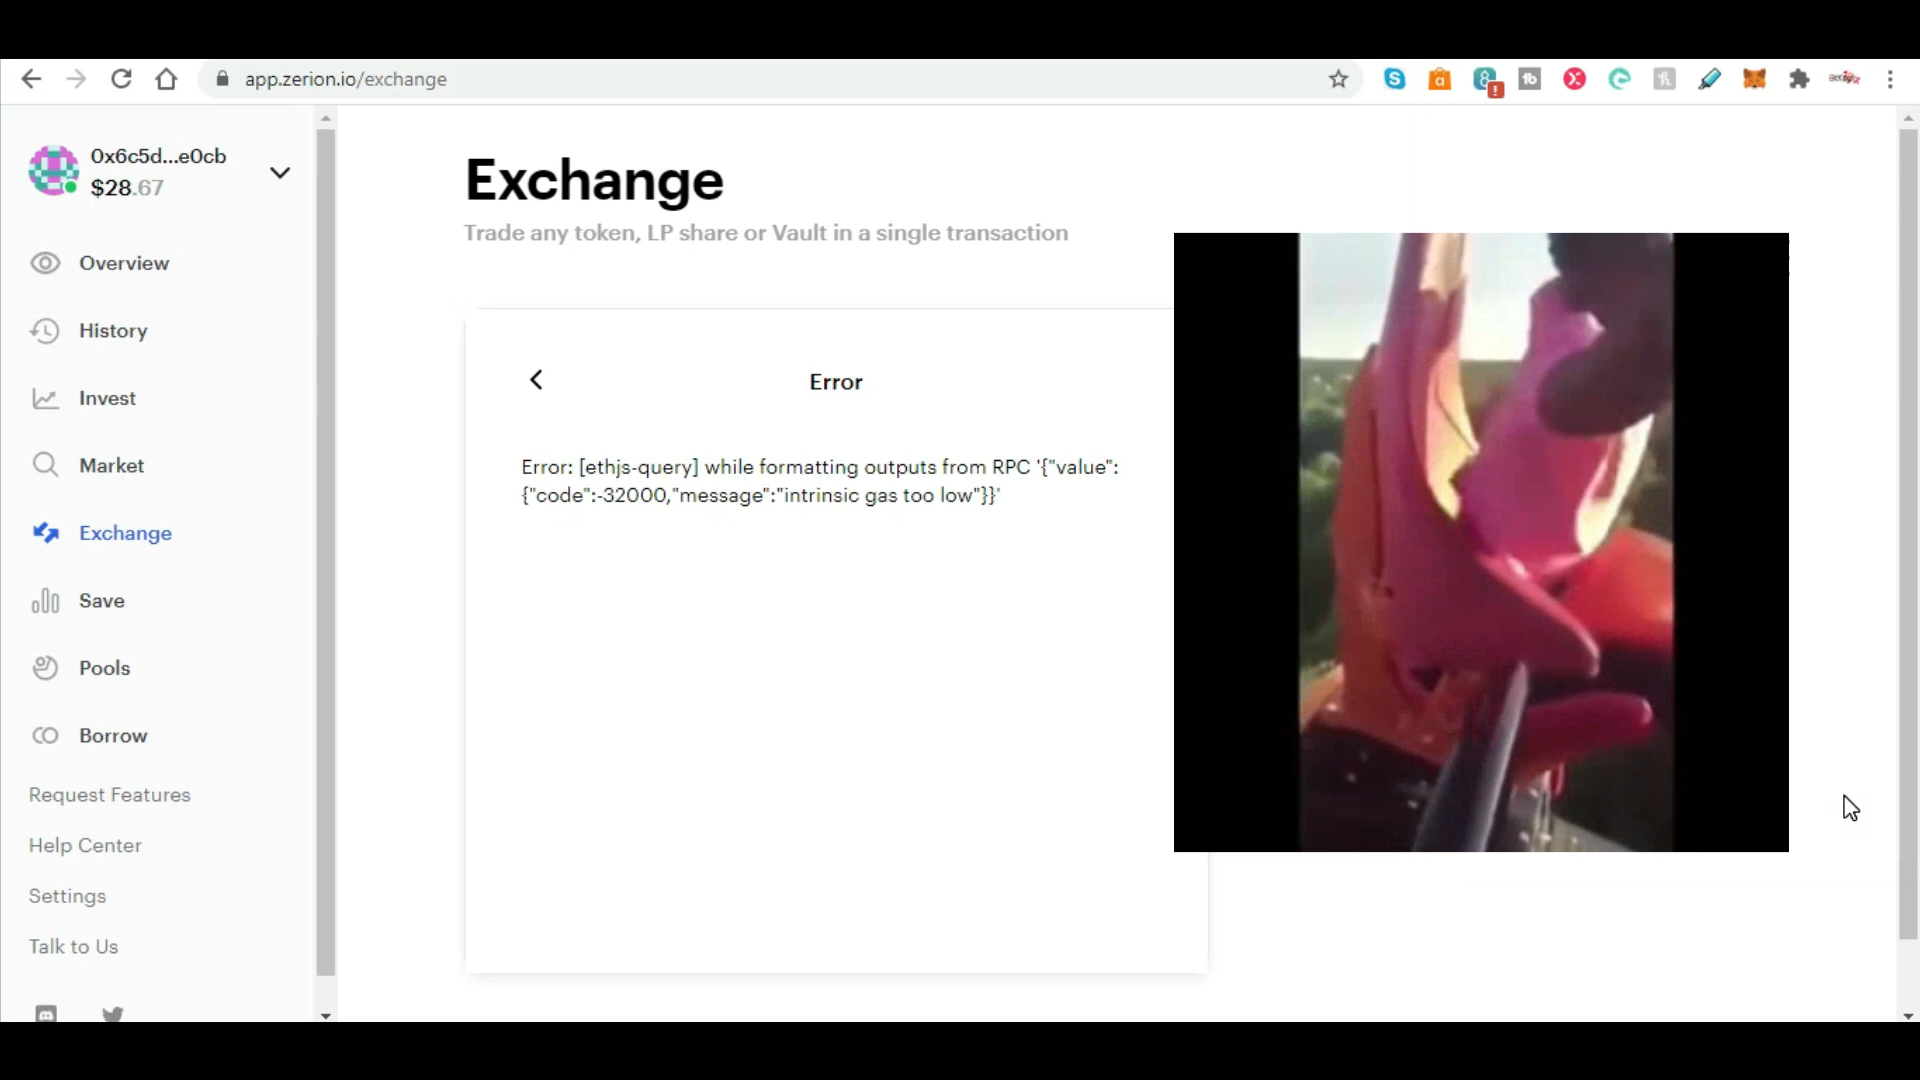 app.zerion.io/exchange
0x6c5d...e0cb
$28.67
Overview
History
Invest
Market
Exchange
Save
Pools
Borrow
Request Features
Help Center
Settings
Talk to Us
Exchange
Trade any token, LP share or Vault in a single transaction
Error
Error: [ethjs-query] while formatting outputs from RPC '{"value":
{"code":-32000,"message":"intrinsic gas too low"}}'